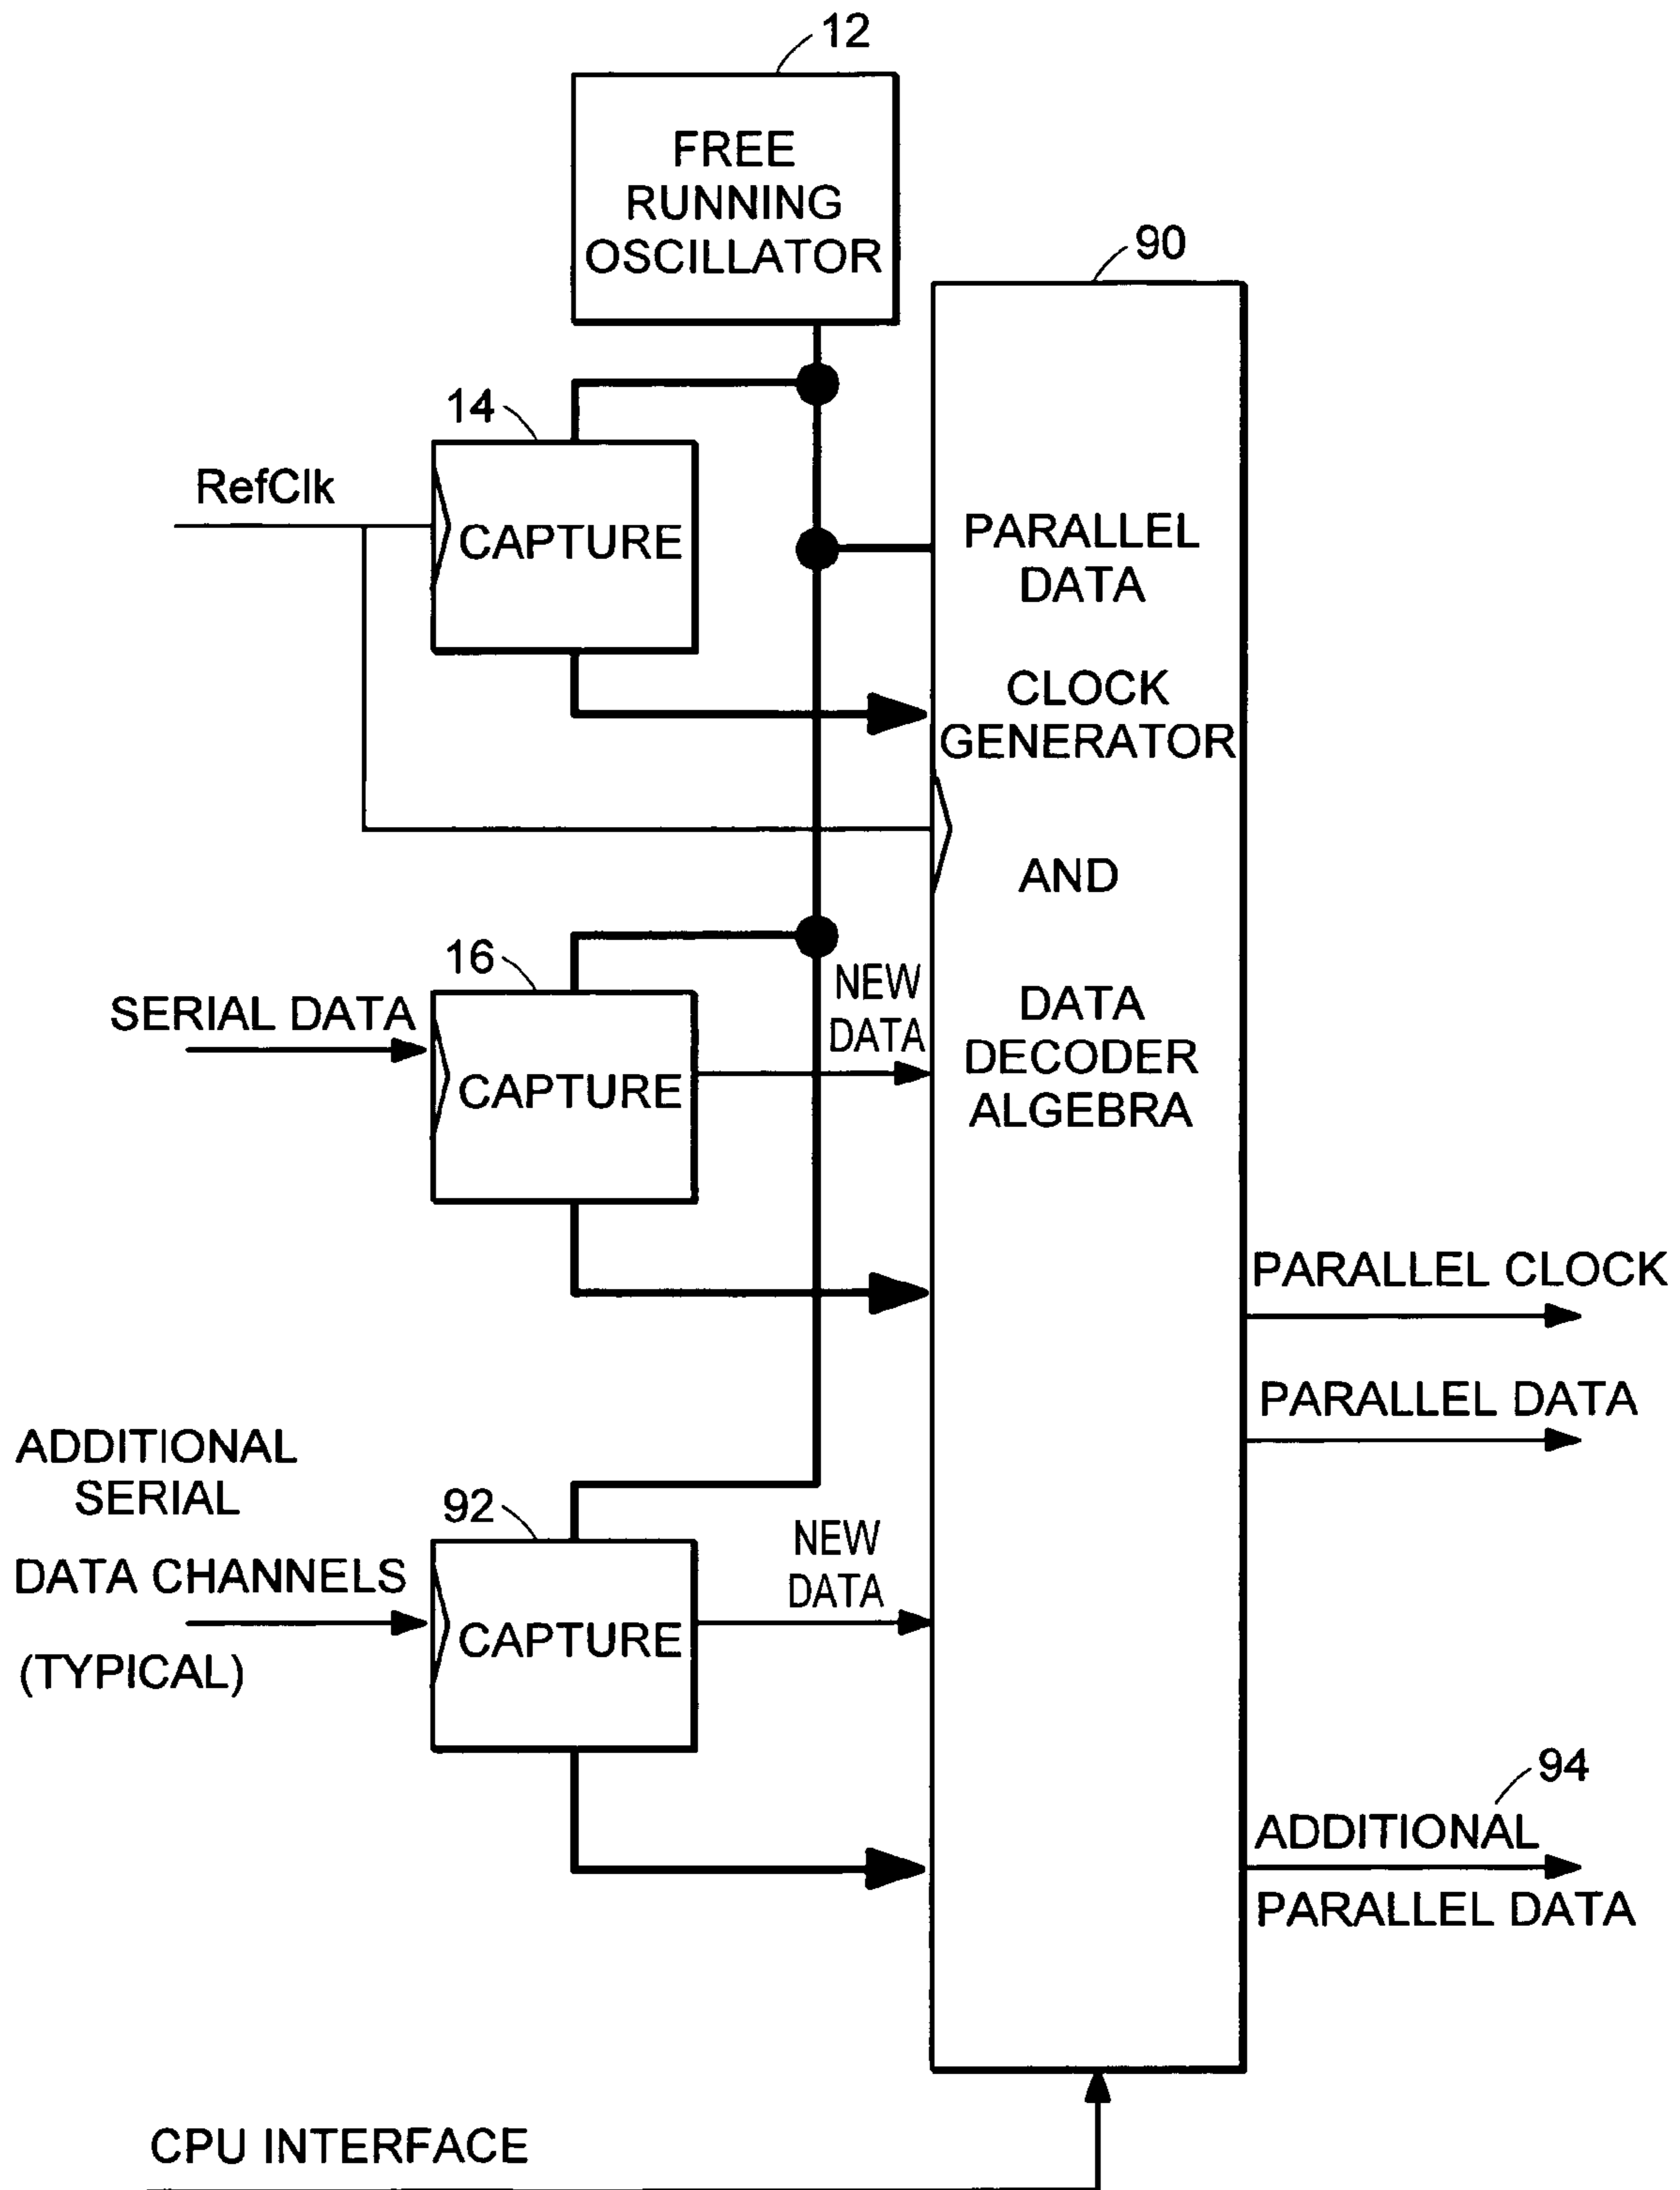 12
FREE
RUNNING
OSCILLATOR
90
14
RefClk
CAPTURE
PARALLEL
DATA
CLOCK
GENERATOR
AND
16
SERIAL DATA
CAPTURE
NEW
DATA
DATA
DECODER
ALGEBRA
PARALLEL CLOCK
PARALLEL DATA
ADDITIONAL
SERIAL
DATA CHANNELS
(TYPICAL)
92
CAPTURE
NEW
DATA
94
ADDITIONAL
PARALLEL DATA
CPU INTERFACE